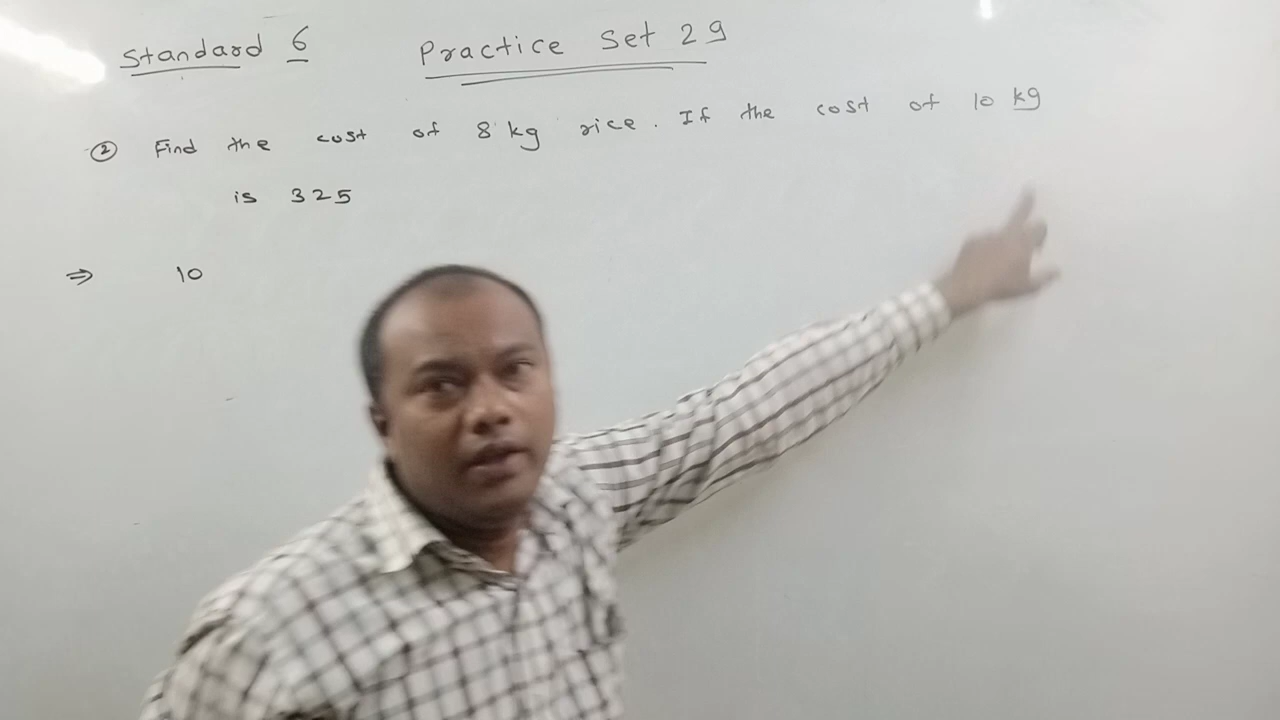 Standard 6 Practice Set 29
② Find the cost of 8 kg rice. If the cost of 10 kg
is 325
⇒ 10